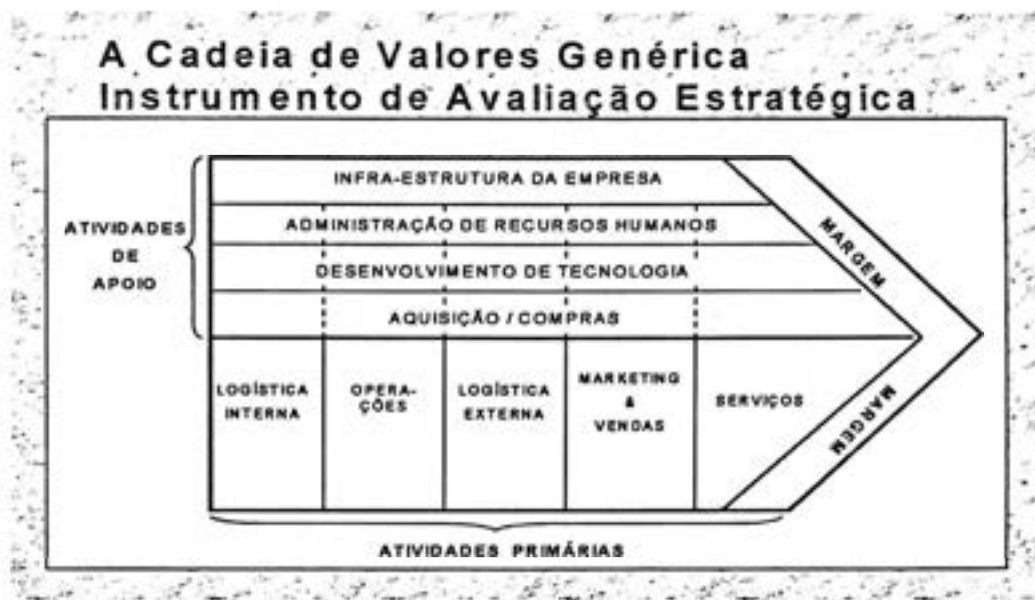 A Cadeia de Valores Genérica
Instrumento de Avaliação Estratégica
ATIVIDADES
DE
APOIO
INFRA-ESTRUTURA DA EMPRESA
ADMINISTRAÇÃO DE RECURSOS HUMANOS
DESENVOLVIMENTO DE TECNOLOGIA
AQUISIÇÃO / COMPRAS
MARGEM
LOGÍSTICA
INTERNA
OPERA-
ÇÕES
LOGÍSTICA
EXTERNA
MARKETING
&
VENDAS
SERVIÇOS
MARGEM
ATIVIDADES PRIMÁRIAS